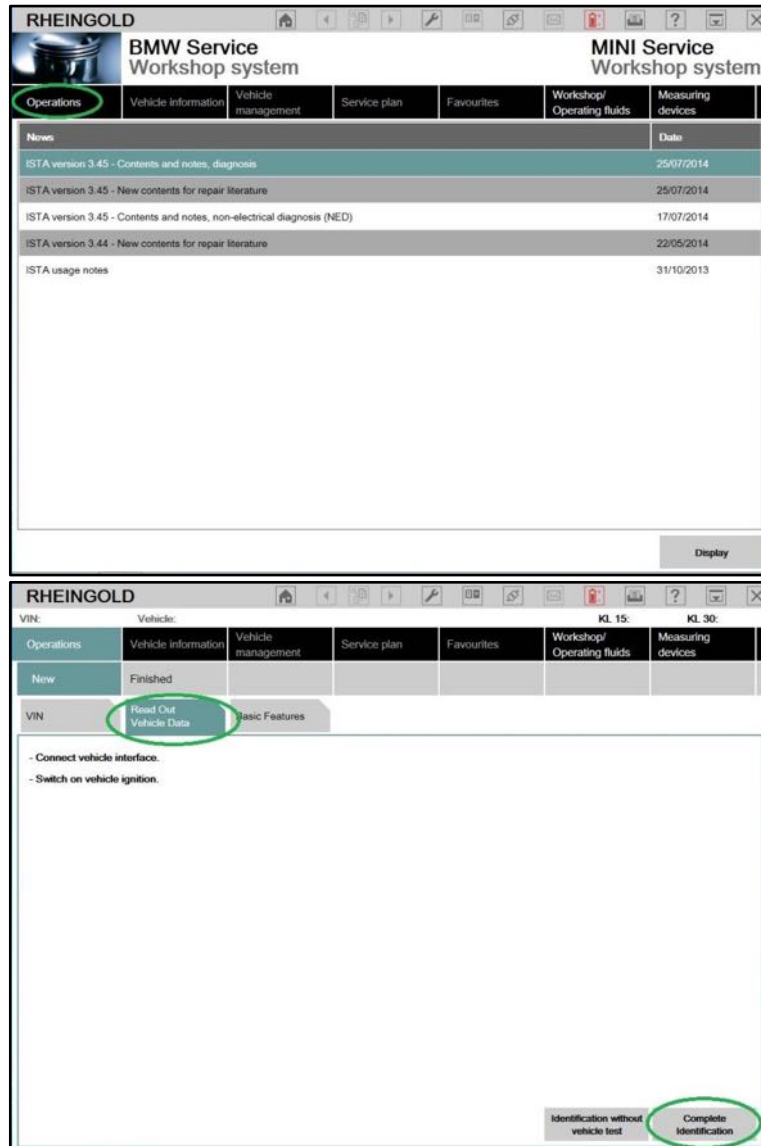 RHEINGOLD
BMW Service
Workshop system
MINI Service
Workshop system
Operations
Vehicle information
Vehicle
management
Service plan
Favourites
Workshop/
Operating fluids
Measuring
devices
News
Date
ISTA version 3.45 - Contents and notes, diagnosis
25/07/2014
ISTA version 3.45 - New contents for repair literature
25/07/2014
ISTA version 3.45 - Contents and notes, non-electrical diagnosis (NED)
17/07/2014
ISTA version 3.44 - New contents for repair literature
22/05/2014
ISTA usage notes
31/10/2013
Display
RHEINGOLD
VIN:
Vehicle:
KL 15:
KL 30:
Operations
Vehicle information
Vehicle
management
Service plan
Favourites
Workshop/
Operating fluids
Measuring
devices
New
Finished
VIN
Read Out
Vehicle Data
Basic Features
- Connect vehicle interface.
- Switch on vehicle ignition.
Identification without
vehicle test
Complete
Identification